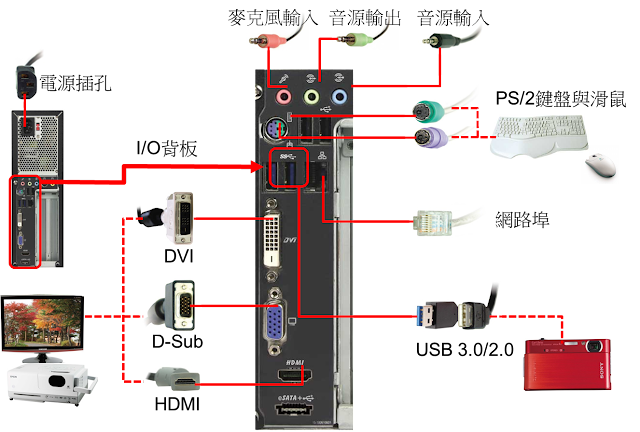 麥克風輸入
音源輸出
音源輸入
電源插孔
PS/2鍵盤與滑鼠
I/O背板
SS
網路埠
DVI
DVI
D-Sub
USB 3.0/2.0
HDMI
HDMI
eSATA+
SONY